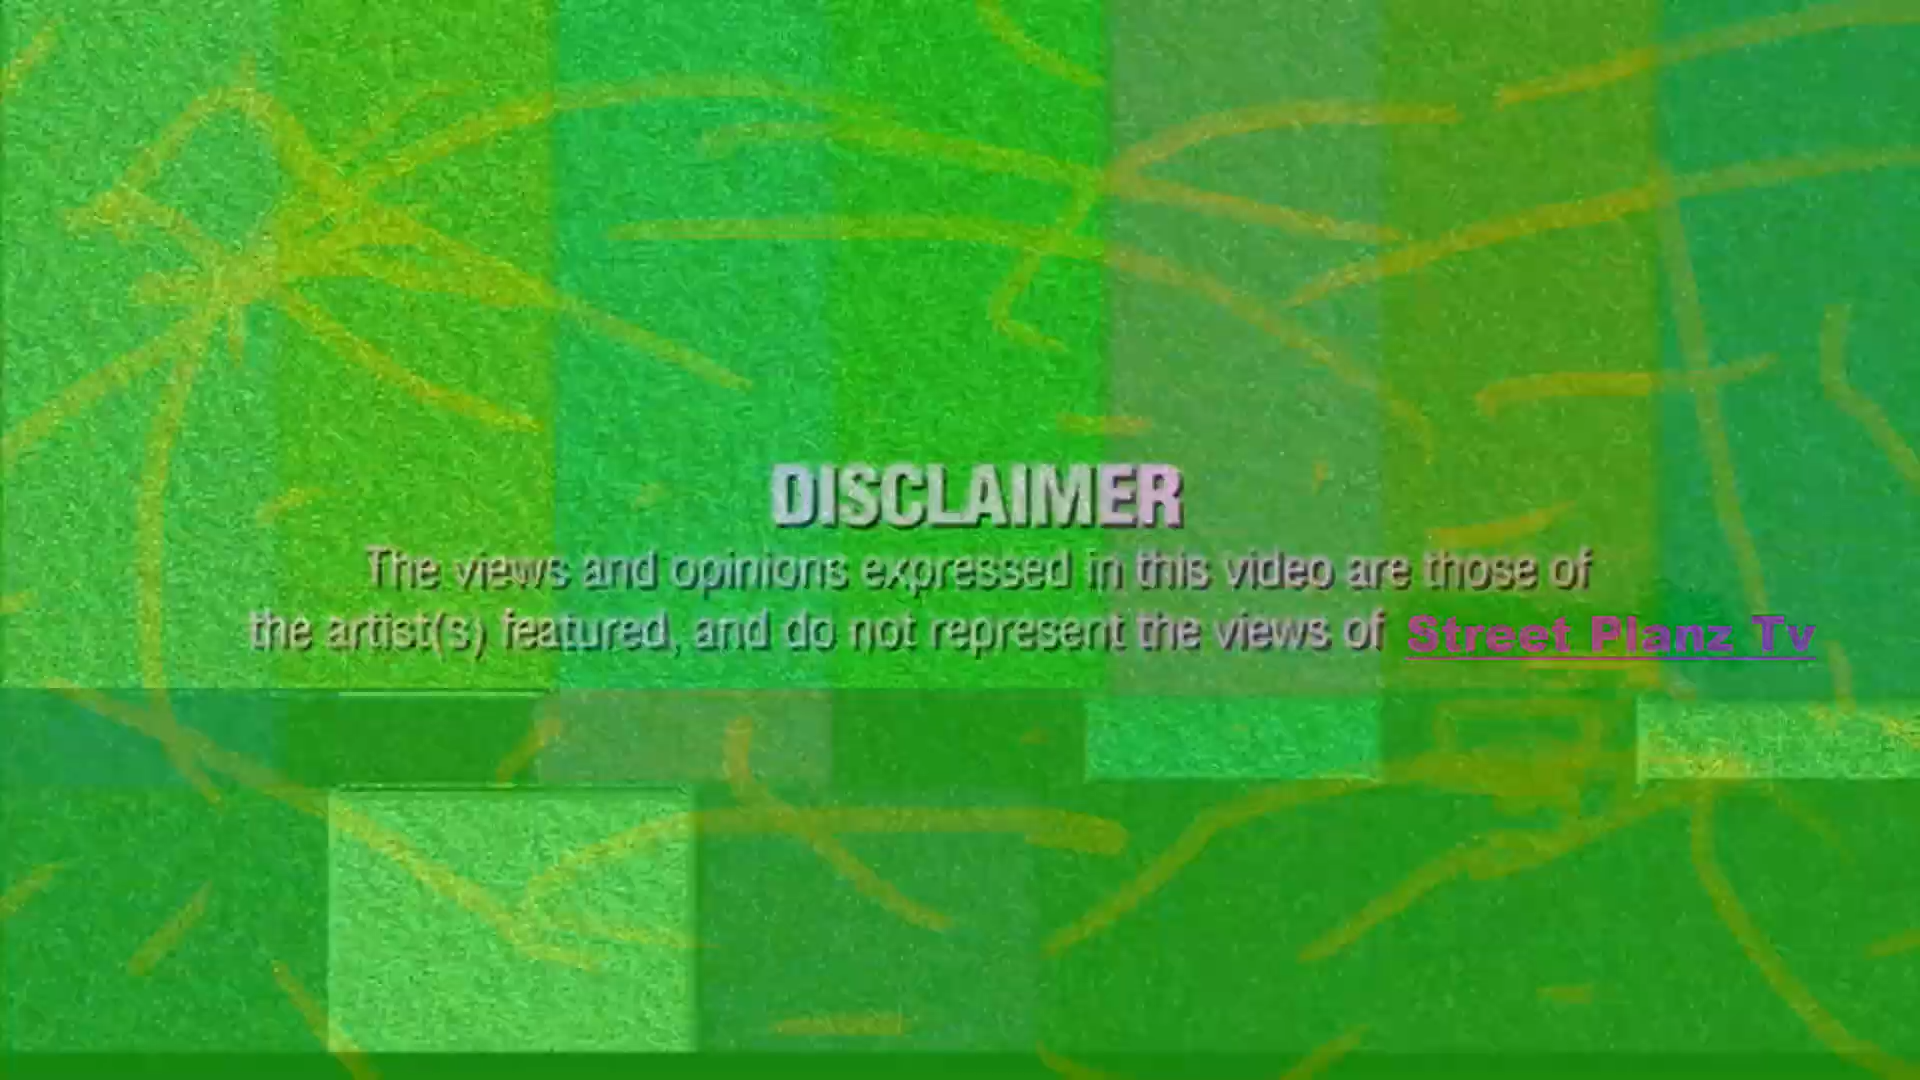 DISCLAIMER
The views and opinions expressed in this video are those of
the artist(s) featured, and do not represent the views of Street Planz Tv